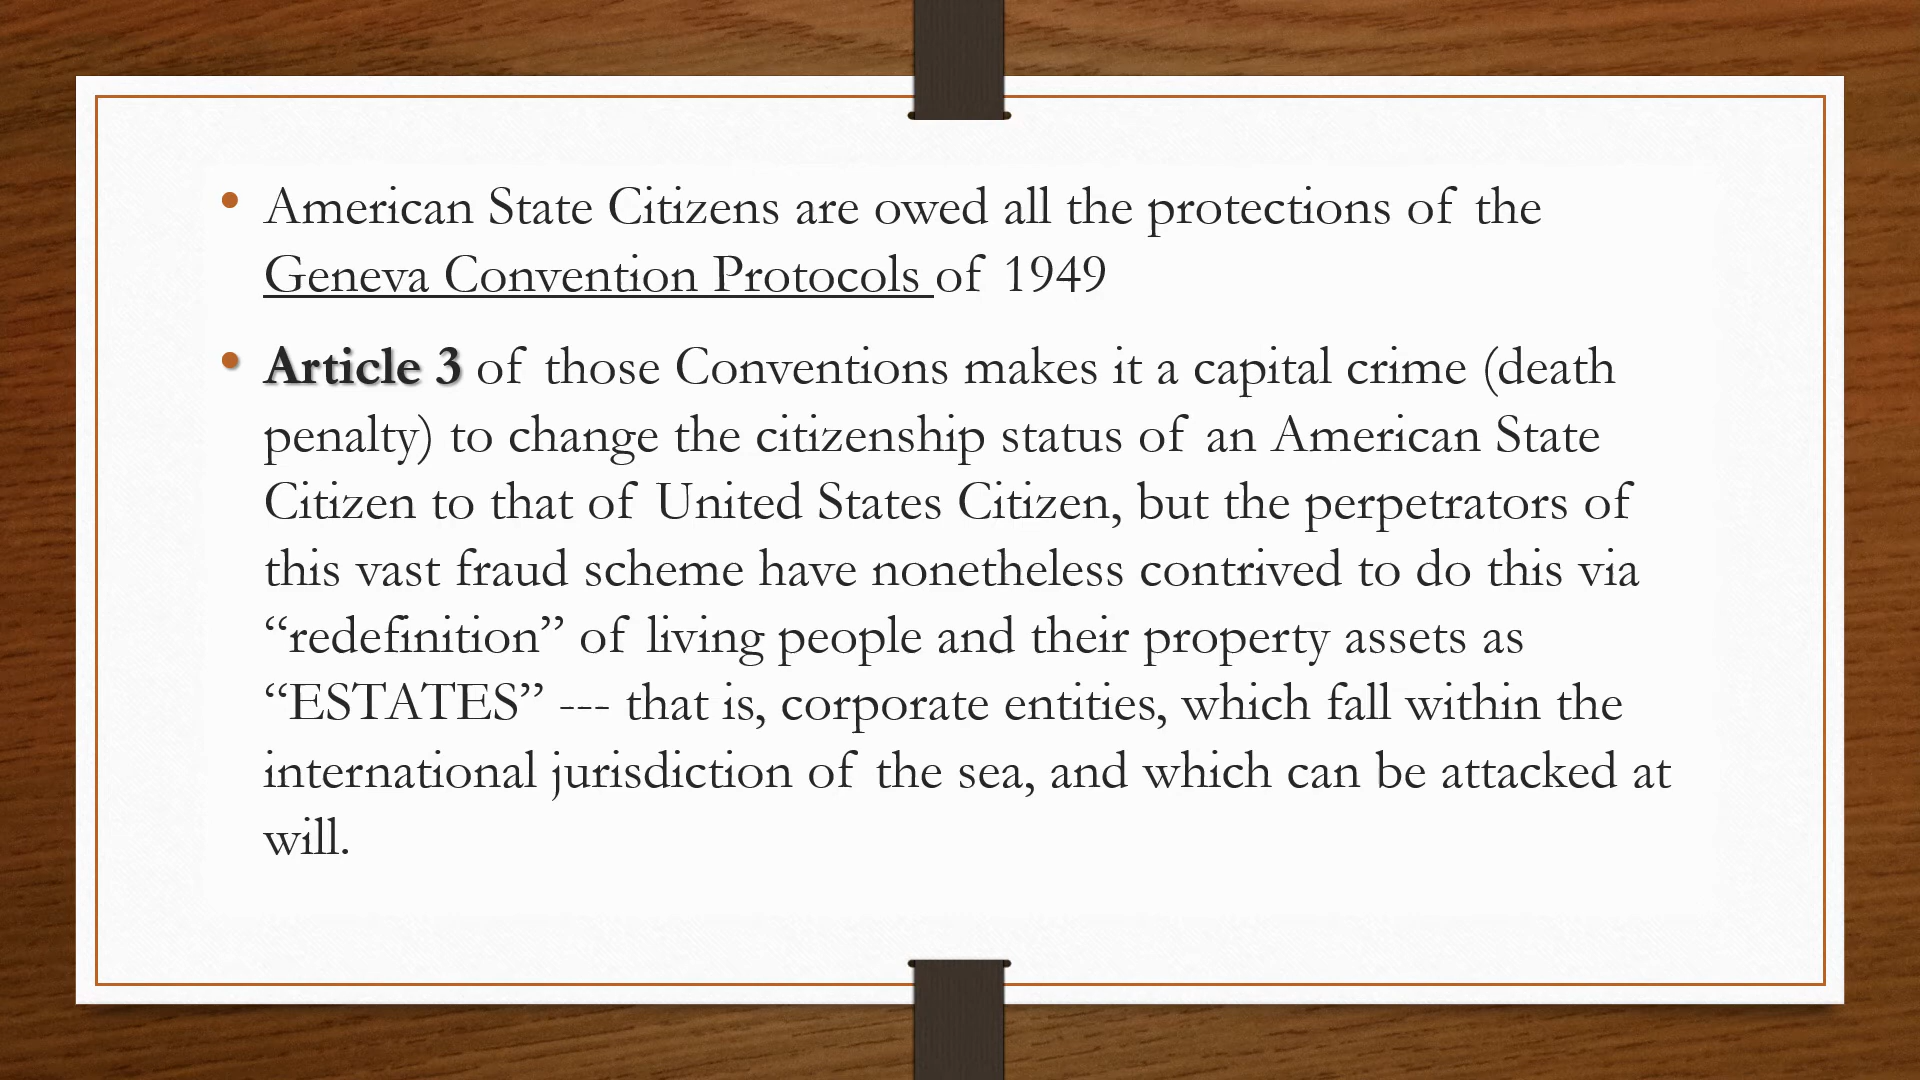 • American State Citizens are owed all the protections of the
Geneva Convention Protocols of 1949
• Article 3 of those Conventions makes it a capital crime (death
penalty) to change the citizenship status of an American State
Citizen to that of United States Citizen, but the perpetrators of
this vast fraud scheme have nonetheless contrived to do this via
“redefinition” of living people and their property assets as
“ESTATES” --- that is, corporate entities, which fall within the
international jurisdiction of the sea, and which can be attacked at
will.